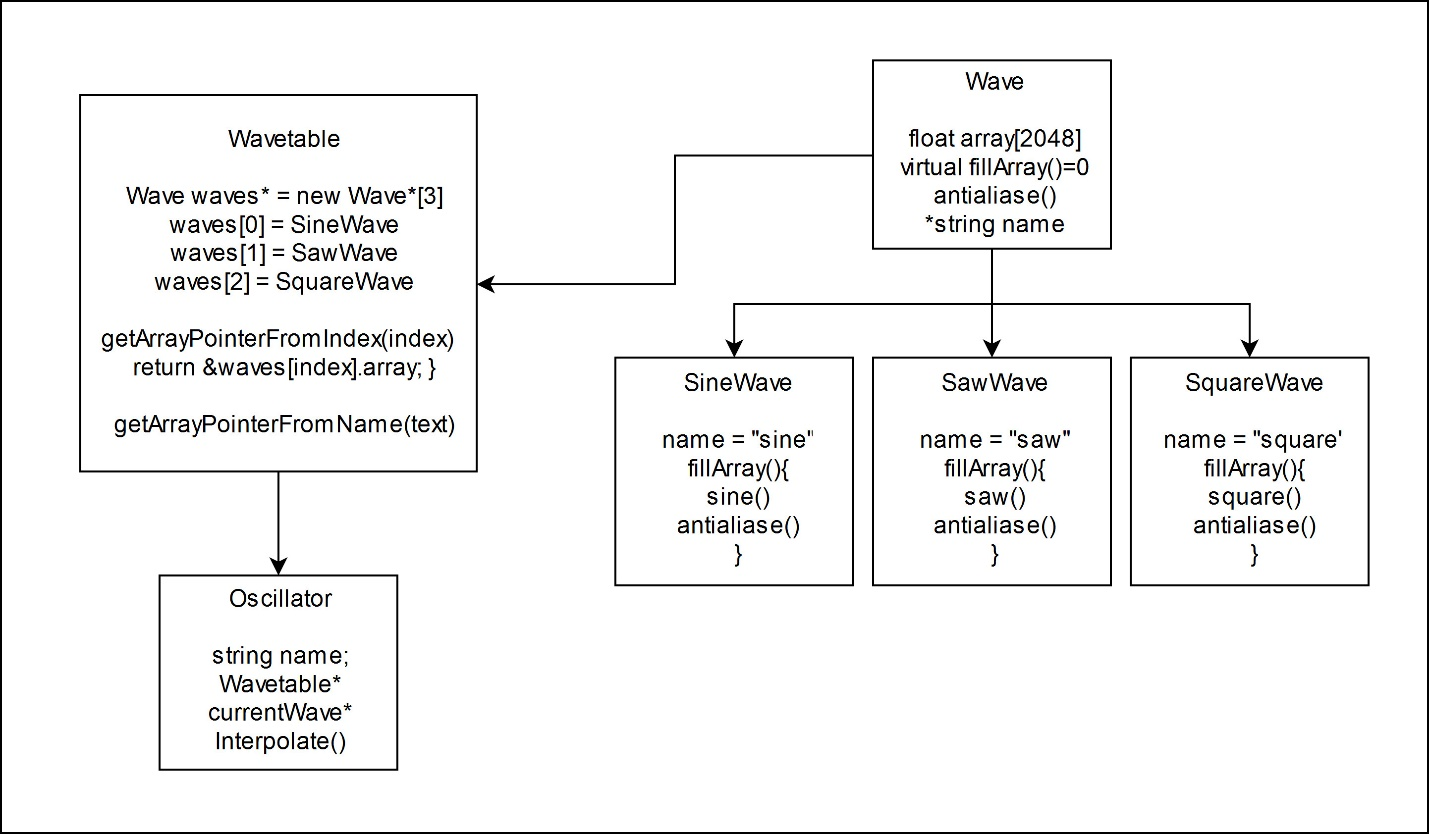 Wavetable
Wave waves* = new Wave*[3]
waves[0] = SineWave
waves[1] = SawWave
waves[2] = SquareWave
getArrayPointerFromIndex(index)
return &waves[index].array; }
getArrayPointerFromName(text)
Wave
float array[2048]
virtual fillArray()=0
antialiase()
*string name
SineWave
name = "sine"
fillArray(){
sine()
antialiase()
}
SawWave
name = "saw"
fillArray(){
saw()
antialiase()
}
SquareWave
name = "square'
fillArray(){
square()
antialiase()
}
Oscillator
string name;
Wavetable*
currentWave*
Interpolate()